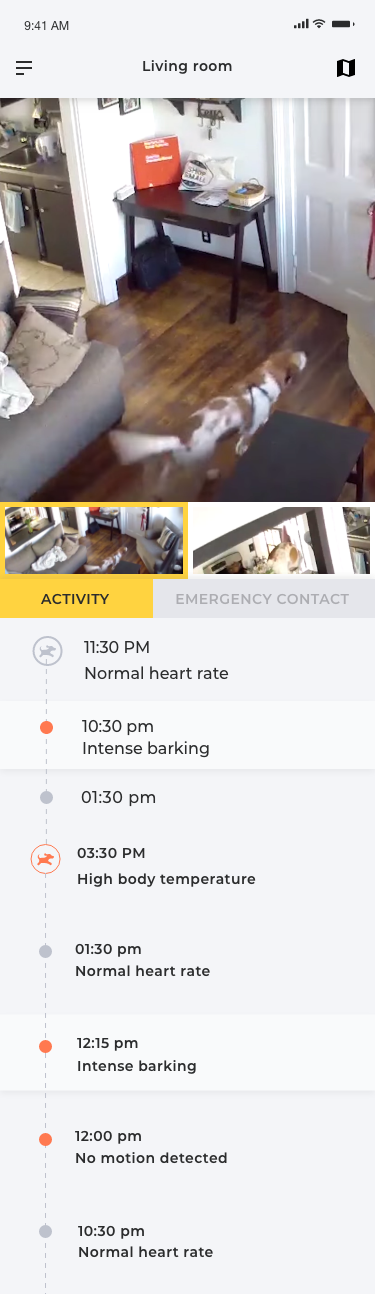 9:41 AM
Living room
SHOP
SMALL
ACTIVITY
EMERGENCY CONTACT
11:30 PM
Normal heart rate
10:30 pm
Intense barking
01:30 pm
03:30 PM
High body temperature
01:30 pm
Normal heart rate
12:15 pm
Intense barking
12:00 pm
No motion detected
10:30 pm
Normal heart rate